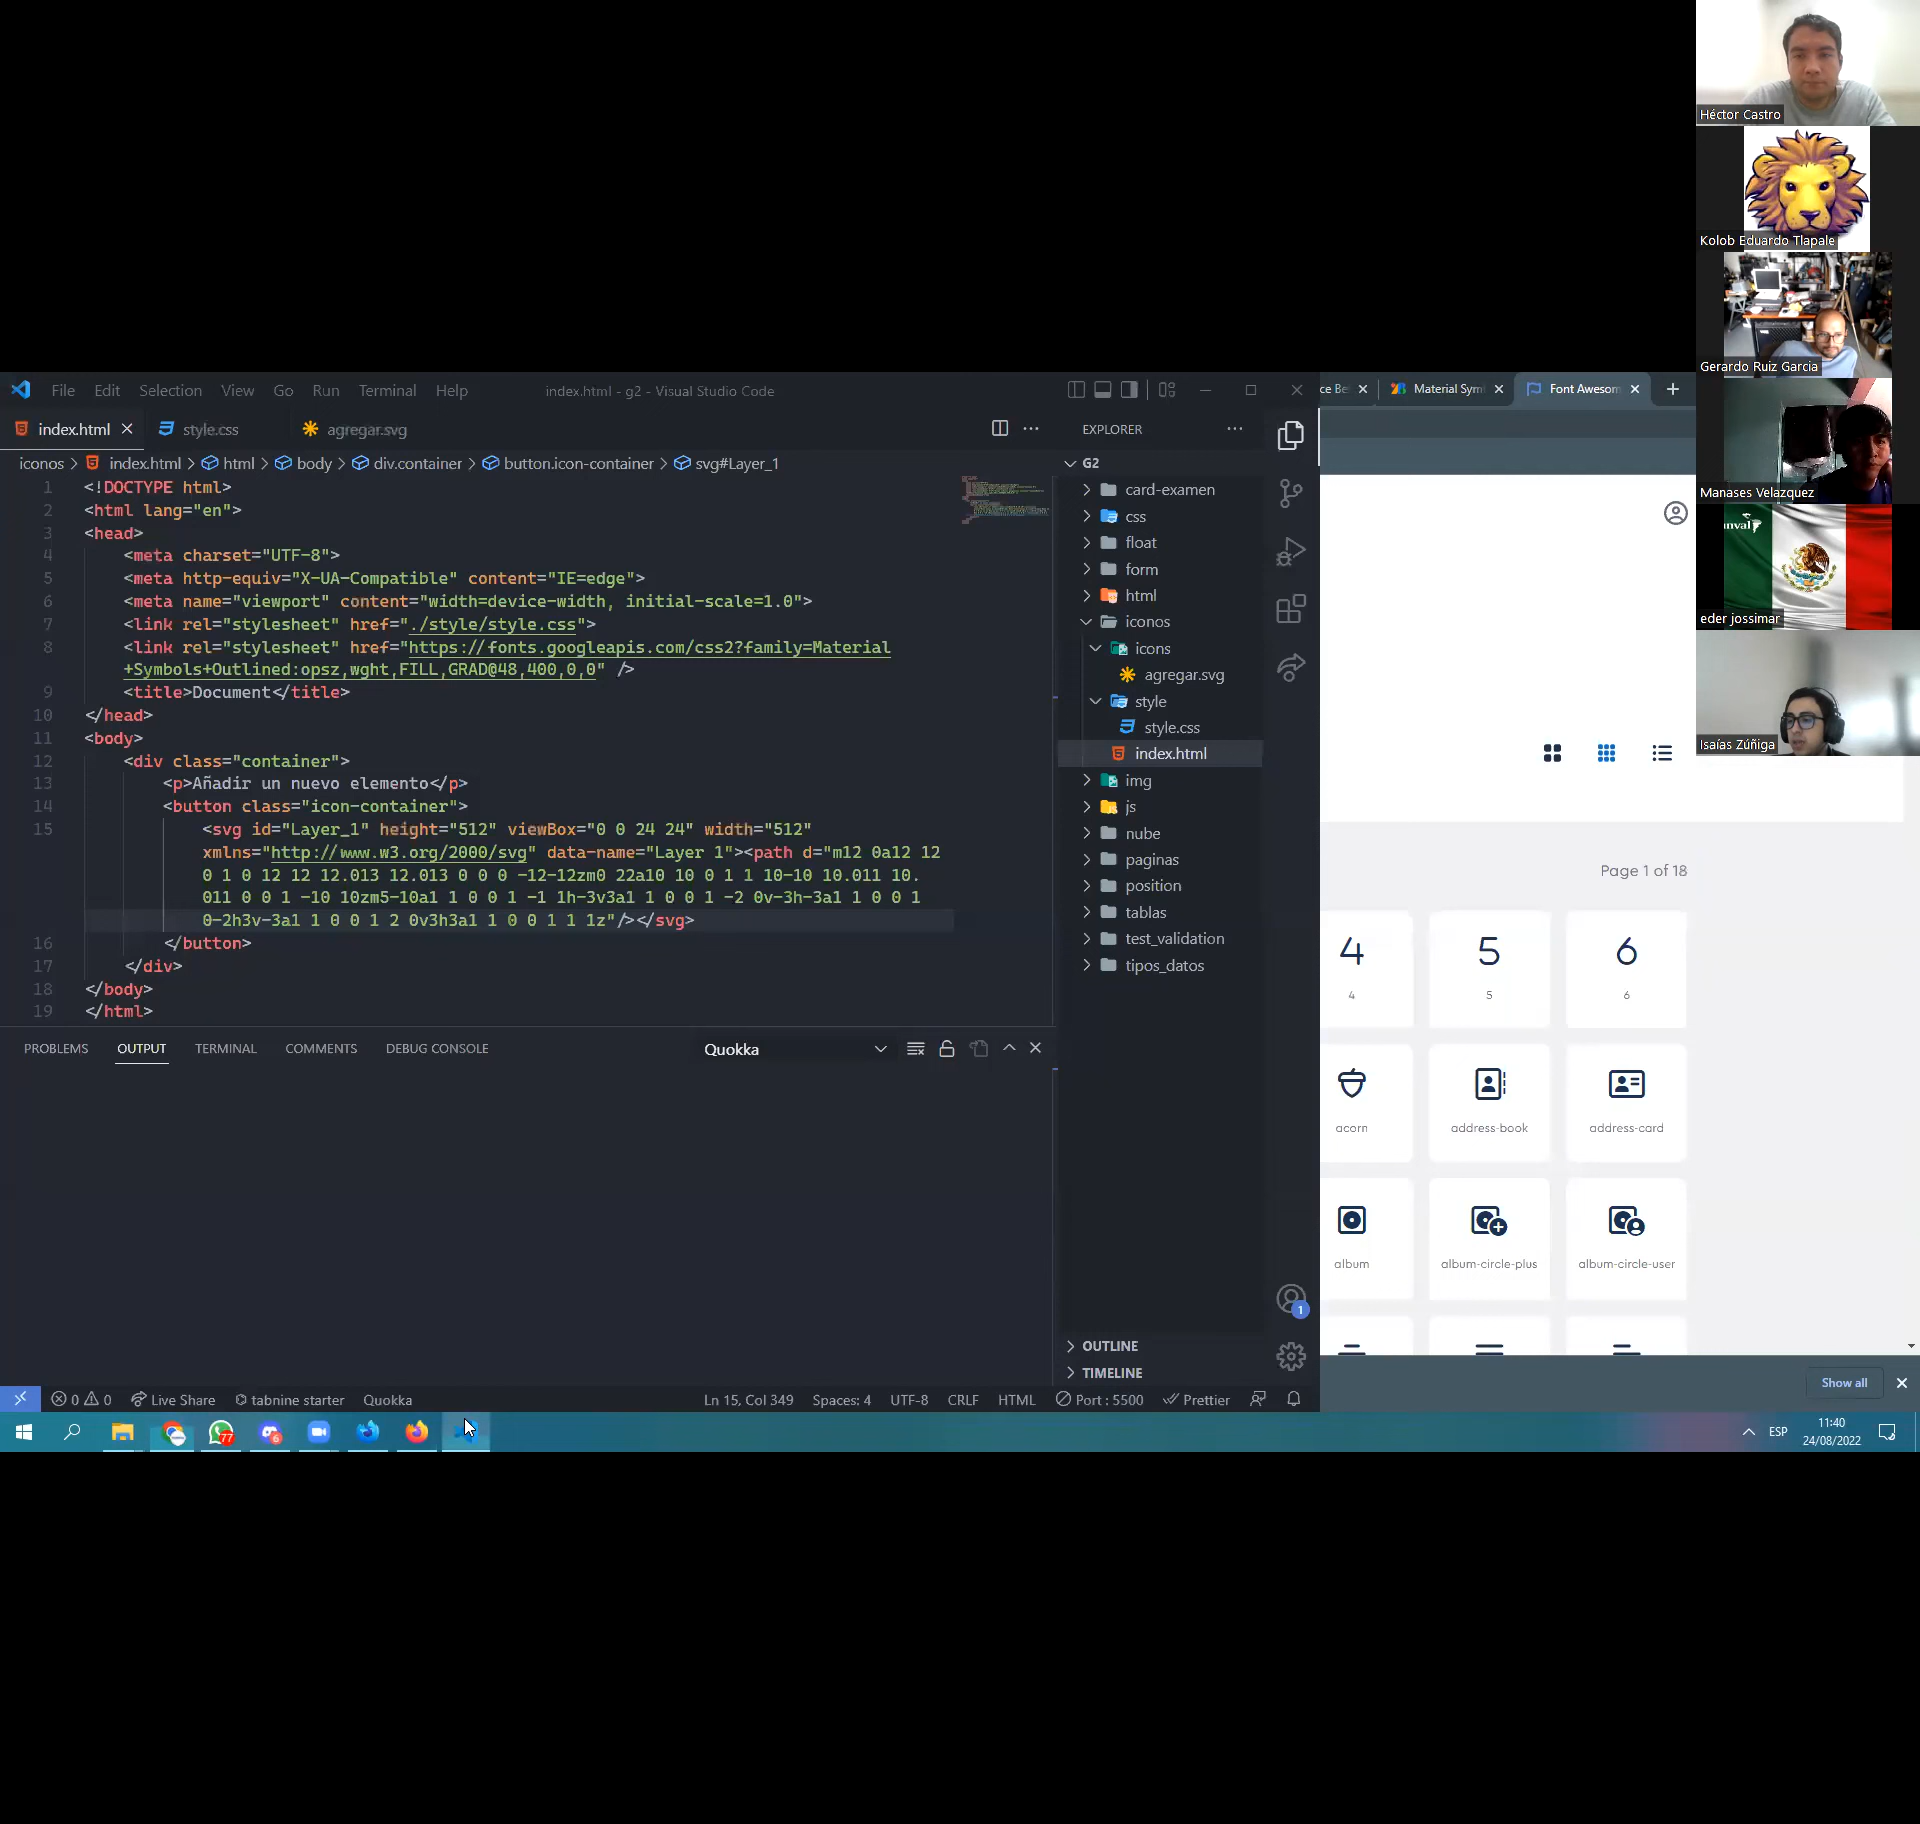 Héctor Castro
Kolob Eduardo Tlapale
Gerardo Ruiz Garcia
Manases Velazquez
eder jossimar
Isaías Zúñiga
File Edit Selection View Go Run Terminal Help
index.html - g2 - Visual Studio Code
Material Sym
Font Awesom
index.html
style.css
agregar.svg
iconos > index.html > html > body > div.container > button.icon-container > svg#Layer_1
1 <!DOCTYPE html>
2 <html lang="en">
3 <head>
4 <meta charset="UTF-8">
5 <meta http-equiv="X-UA-Compatible" content="IE=edge">
6 <meta name="viewport" content="width=device-width, initial-scale=1.0">
7 <link rel="stylesheet" href="./style/style.css">
8 <link rel="stylesheet" href="https://fonts.googleapis.com/css2?family=Material
+Symbols+Outlined:opsz,wght,FILL,GRAD@48,400,0,0" />
9 <title>Document</title>
10 </head>
11 <body>
12 <div class="container">
13 <p>Añadir un nuevo elemento</p>
14 <button class="icon-container">
15 <svg id="Layer_1" height="512" viewBox="0 0 24 24" width="512"
xmlns="http://www.w3.org/2000/svg" data-name="Layer 1"><path d="m12 0a12 12
0 1 0 12 12 12.013 12.013 0 0 0 -12-12zm0 22a10 10 0 1 1 10-10 10.011 10.
011 0 0 1 -10 10zm5-10a1 1 0 0 1 -1 1h-3v3a1 1 0 0 1 -2 0v-3h-3a1 1 0 0 1
0-2h3v-3a1 1 0 0 1 2 0v3h3a1 1 0 0 1 1 1z"/></svg>
16 </button>
17 </div>
18 </body>
19 </html>
EXPLORER
G2
card-examen
css
float
form
html
iconos
icons
agregar.svg
style
style.css
index.html
img
js
nube
paginas
position
tablas
test_validation
tipos_datos
OUTLINE
TIMELINE
PROBLEMS OUTPUT TERMINAL COMMENTS DEBUG CONSOLE
Quokka
Page 1 of 18
4 5 6
4 5 6
acorn address-book address-card
album album-circle-plus album-circle-user
1
Show all
0 0 Live Share tabnine starter Quokka
Ln 15, Col 349 Spaces: 4 UTF-8 CRLF HTML Port : 5500 Prettier
77
6
ESP
11:40
24/08/2022